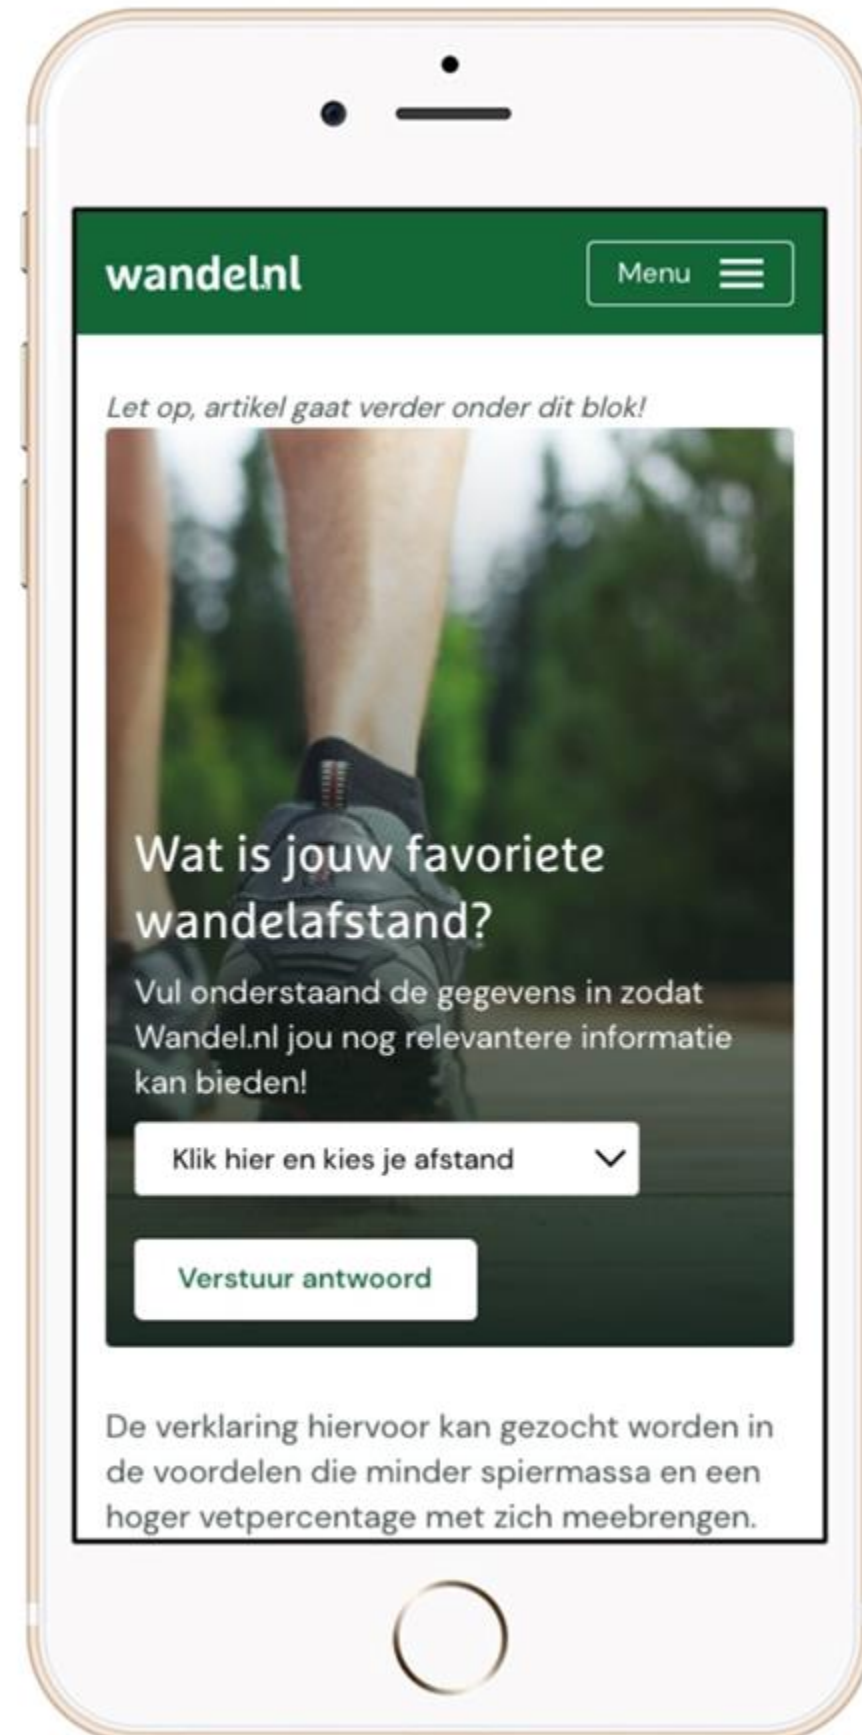 wandel.nl
Menu
Let op, artikel gaat verder onder dit blok!
Wat is jouw favoriete
wandelafstand?
Vul onderstaand de gegevens in zodat
Wandel.nl jou nog relevantere informatie
kan bieden!
Klik hier en kies je afstand
Verstuur antwoord
De verklaring hiervoor kan gezocht worden in
de voordelen die minder spiermassa en een
hoger vetpercentage met zich meebrengen.